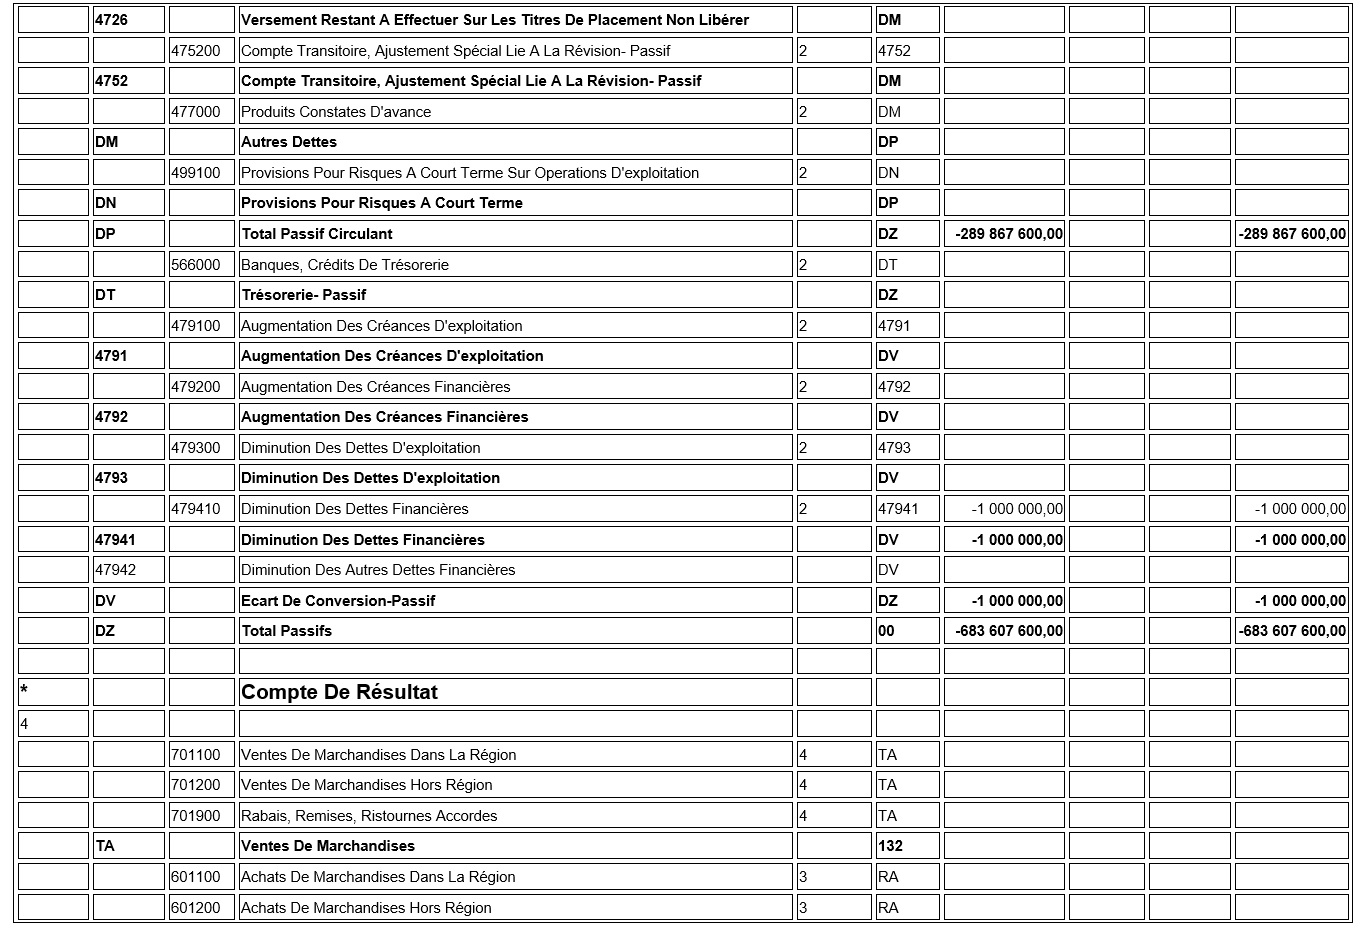 4726 Versement Restant A Effectuer Sur Les Titres De Placement Non Libérer DM
475200 Compte Transitoire, Ajustement Spécial Lie A La Révision- Passif 2 4752
4752 Compte Transitoire, Ajustement Spécial Lie A La Révision- Passif DM
477000 Produits Constates D'avance 2 DM
DM Autres Dettes DP
499100 Provisions Pour Risques A Court Terme Sur Operations D'exploitation 2 DN
DN Provisions Pour Risques A Court Terme DP
DP Total Passif Circulant DZ -289 867 600,00 -289 867 600,00
566000 Banques, Crédits De Trésorerie 2 DT
DT Trésorerie- Passif DZ
479100 Augmentation Des Créances D'exploitation 2 4791
4791 Augmentation Des Créances D'exploitation DV
479200 Augmentation Des Créances Financières 2 4792
4792 Augmentation Des Créances Financières DV
479300 Diminution Des Dettes D'exploitation 2 4793
4793 Diminution Des Dettes D'exploitation DV
479410 Diminution Des Dettes Financières 2 47941 -1 000 000,00 -1 000 000,00
47941 Diminution Des Dettes Financières DV -1 000 000,00 -1 000 000,00
47942 Diminution Des Autres Dettes Financières DV
DV Ecart De Conversion-Passif DZ -1 000 000,00 -1 000 000,00
DZ Total Passifs 00 -683 607 600,00 -683 607 600,00
* Compte De Résultat
4
701100 Ventes De Marchandises Dans La Région 4 TA
701200 Ventes De Marchandises Hors Région 4 TA
701900 Rabais, Remises, Ristournes Accordes 4 TA
TA Ventes De Marchandises 132
601100 Achats De Marchandises Dans La Région 3 RA
601200 Achats De Marchandises Hors Région 3 RA